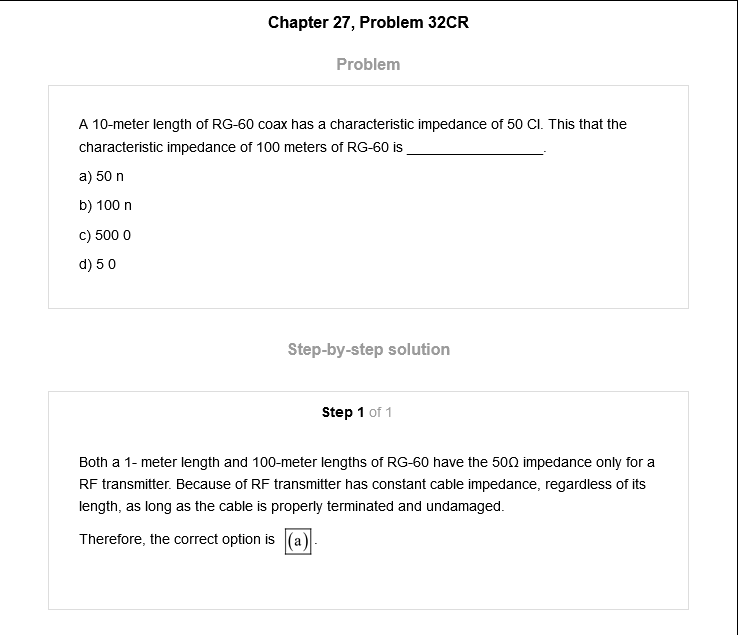 Chapter 27, Problem 32CR
Problem
A 10-meter length of RG-60 coax has a characteristic impedance of 50 Cl. This that the
characteristic impedance of 100 meters of RG-60 is __________________.
a) 50 n
b) 100 n
c) 500 0
d) 5 0
Step-by-step solution
Step 1 of 1
Both a 1- meter length and 100-meter lengths of RG-60 have the 50Ω impedance only for a
RF transmitter. Because of RF transmitter has constant cable impedance, regardless of its
length, as long as the cable is properly terminated and undamaged.
Therefore, the correct option is (a).